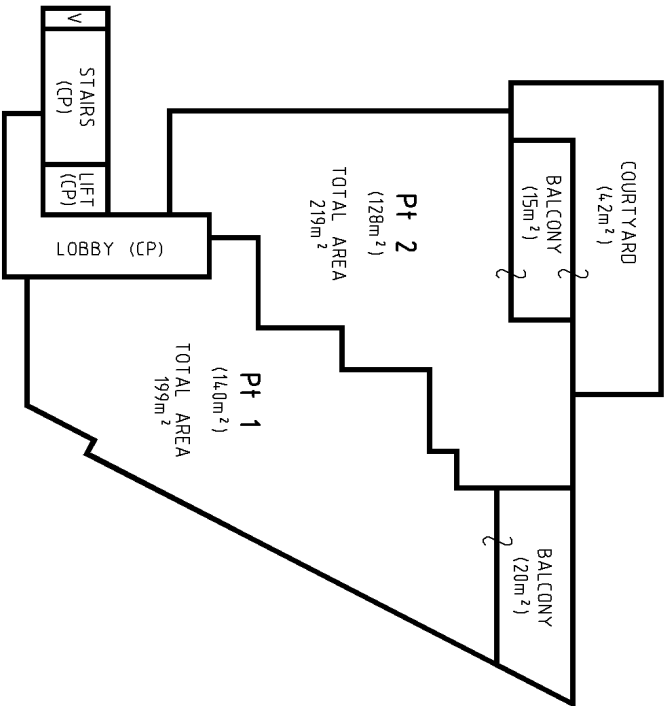 V
STAIRS
(CP)
LIFT
(CP)
LOBBY (CP)
COURTYARD
(42m²)
BALCONY
(15m²)
Pt 2
(128m²)
TOTAL AREA
219m²
Pt 1
(140m²)
TOTAL AREA
199m²
BALCONY
(20m²)